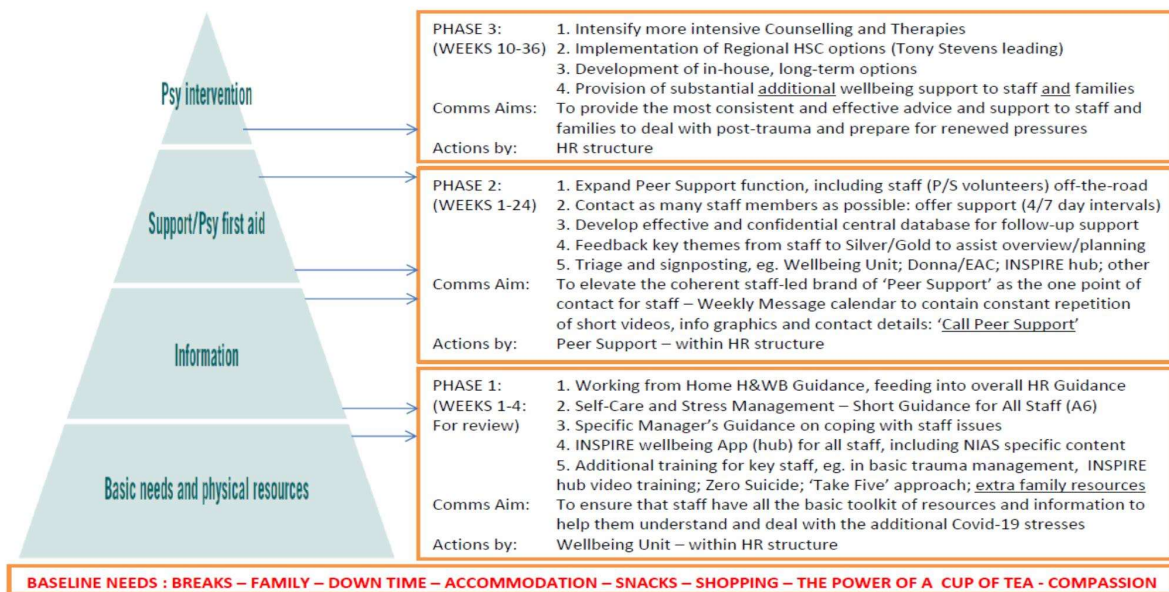 Psy intervention
Support/Psy first aid
Information
Basic needs and physical resources
PHASE 3: 1. Intensify more intensive Counselling and Therapies
(WEEKS 10-36) 2. Implementation of Regional HSC options (Tony Stevens leading)
3. Development of in-house, long-term options
4. Provision of substantial additional wellbeing support to staff and families
Comms Aims: To provide the most consistent and effective advice and support to staff and
families to deal with post-trauma and prepare for renewed pressures
Actions by: HR structure
PHASE 2: 1. Expand Peer Support function, including staff (P/S volunteers) off-the-road
(WEEKS 1-24) 2. Contact as many staff members as possible: offer support (4/7 day intervals)
3. Develop effective and confidential central database for follow-up support
4. Feedback key themes from staff to Silver/Gold to assist overview/planning
5. Triage and signposting, eg. Wellbeing Unit; Donna/EAC; INSPIRE hub; other
Comms Aim: To elevate the coherent staff-led brand of ‘Peer Support’ as the one point of
contact for staff – Weekly Message calendar to contain constant repetition
of short videos, info graphics and contact details: ‘Call Peer Support’
Actions by: Peer Support – within HR structure
PHASE 1: 1. Working from Home H&WB Guidance, feeding into overall HR Guidance
(WEEKS 1-4: 2. Self-Care and Stress Management – Short Guidance for All Staff (A6)
For review) 3. Specific Manager’s Guidance on coping with staff issues
4. INSPIRE wellbeing App (hub) for all staff, including NIAS specific content
5. Additional training for key staff, eg. in basic trauma management, INSPIRE
hub video training; Zero Suicide; ‘Take Five’ approach; extra family resources
Comms Aim: To ensure that staff have all the basic toolkit of resources and information to
help them understand and deal with the additional Covid-19 stresses
Actions by: Wellbeing Unit – within HR structure
BASELINE NEEDS : BREAKS – FAMILY – DOWN TIME – ACCOMMODATION – SNACKS – SHOPPING – THE POWER OF A CUP OF TEA - COMPASSION